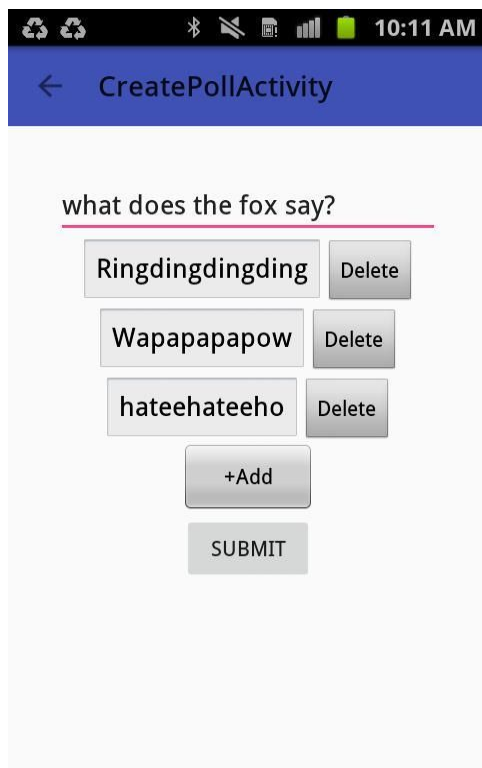 10:11 AM
CreatePollActivity
what does the fox say?
Ringdingdingding Delete
Wapapapapow Delete
hateehateeho Delete
+Add
SUBMIT